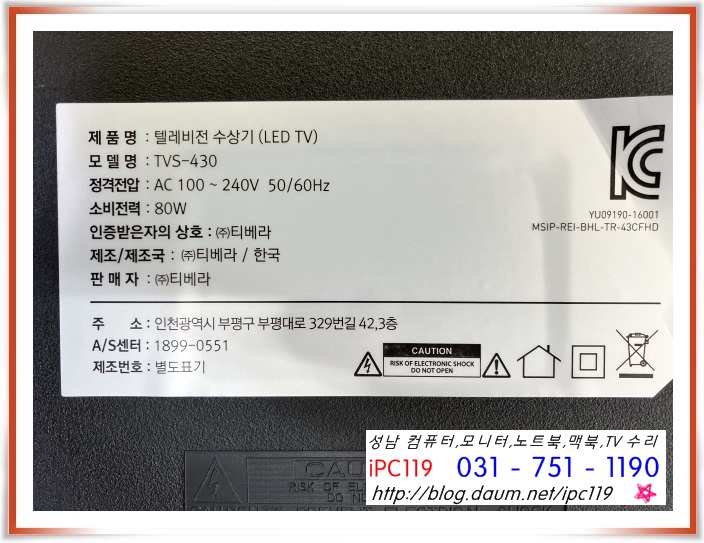 제 품 명 : 텔레비전 수상기 (LED TV)
모 델 명 : TVS-430
정격전압 : AC 100 ~ 240V 50/60Hz
소비전력 : 80W
인증받은자의 상호 : ㈜티베라
제조/제조국 : ㈜티베라 / 한국
판 매 자 : ㈜티베라
YU09190-16001
MSIP-REI-BHL-TR-43CFHD
주 소 : 인천광역시 부평구 부평대로 329번길 42,3층
A/S센터 : 1899-0551
제조번호 : 별도표기
CAUTION
RISK OF ELECTRONIC SHOCK
DO NOT OPEN
성남 컴퓨터,모니터,노트북,맥북,TV 수리
iPC119 031 - 751 - 1190
http://blog.daum.net/ipc119
CAU
RISK OF EL
DO NO